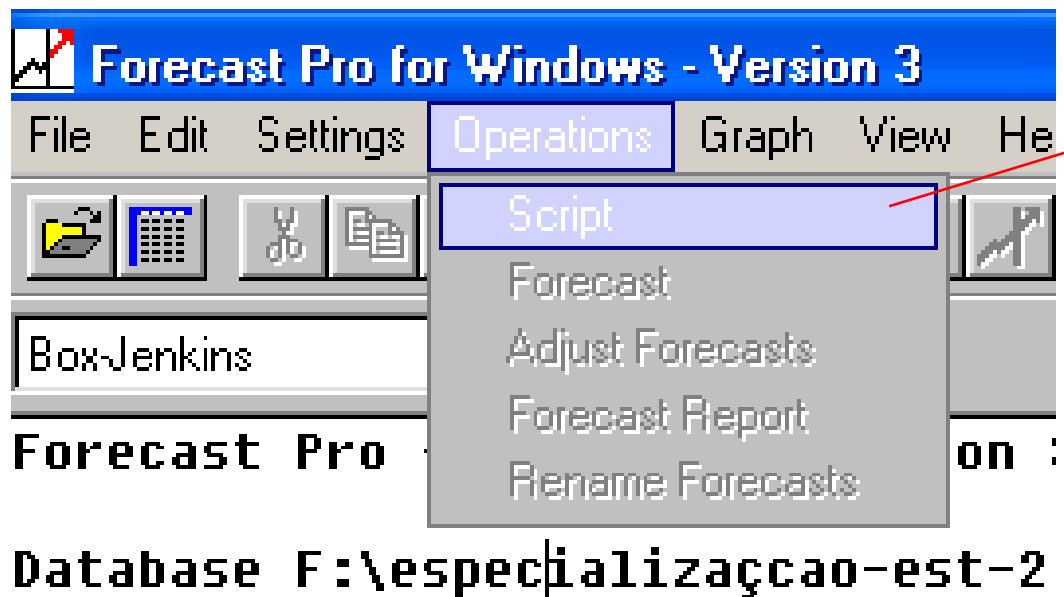 Forecast Pro for Windows - Version 3
File Edit Settings Operations Graph View He
Script
Forecast
Box-Jenkins
Adjust Forecasts
Forecast Report
Forecast Pro on
Rename Forecasts
Database F:\especializaçcao-est-2